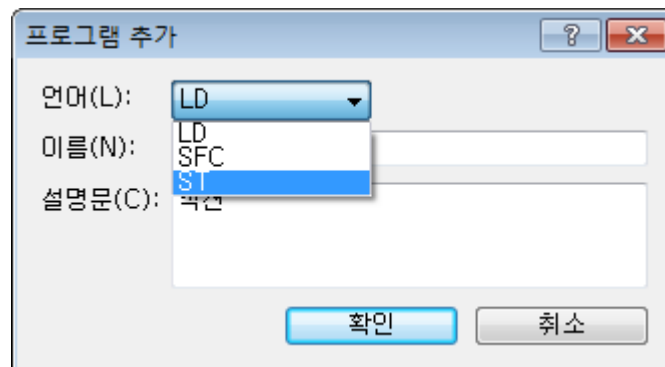 프로그램 추가
언어(L): LD
LD
이름(N):
SFC
ST
설명문(C):
확인 취소